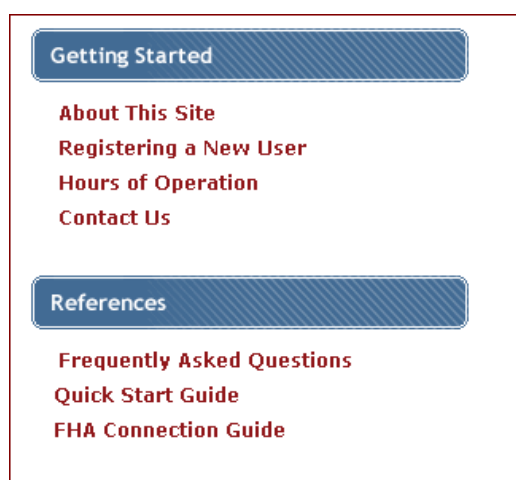 Getting Started
About This Site
Registering a New User
Hours of Operation
Contact Us
References
Frequently Asked Questions
Quick Start Guide
FHA Connection Guide